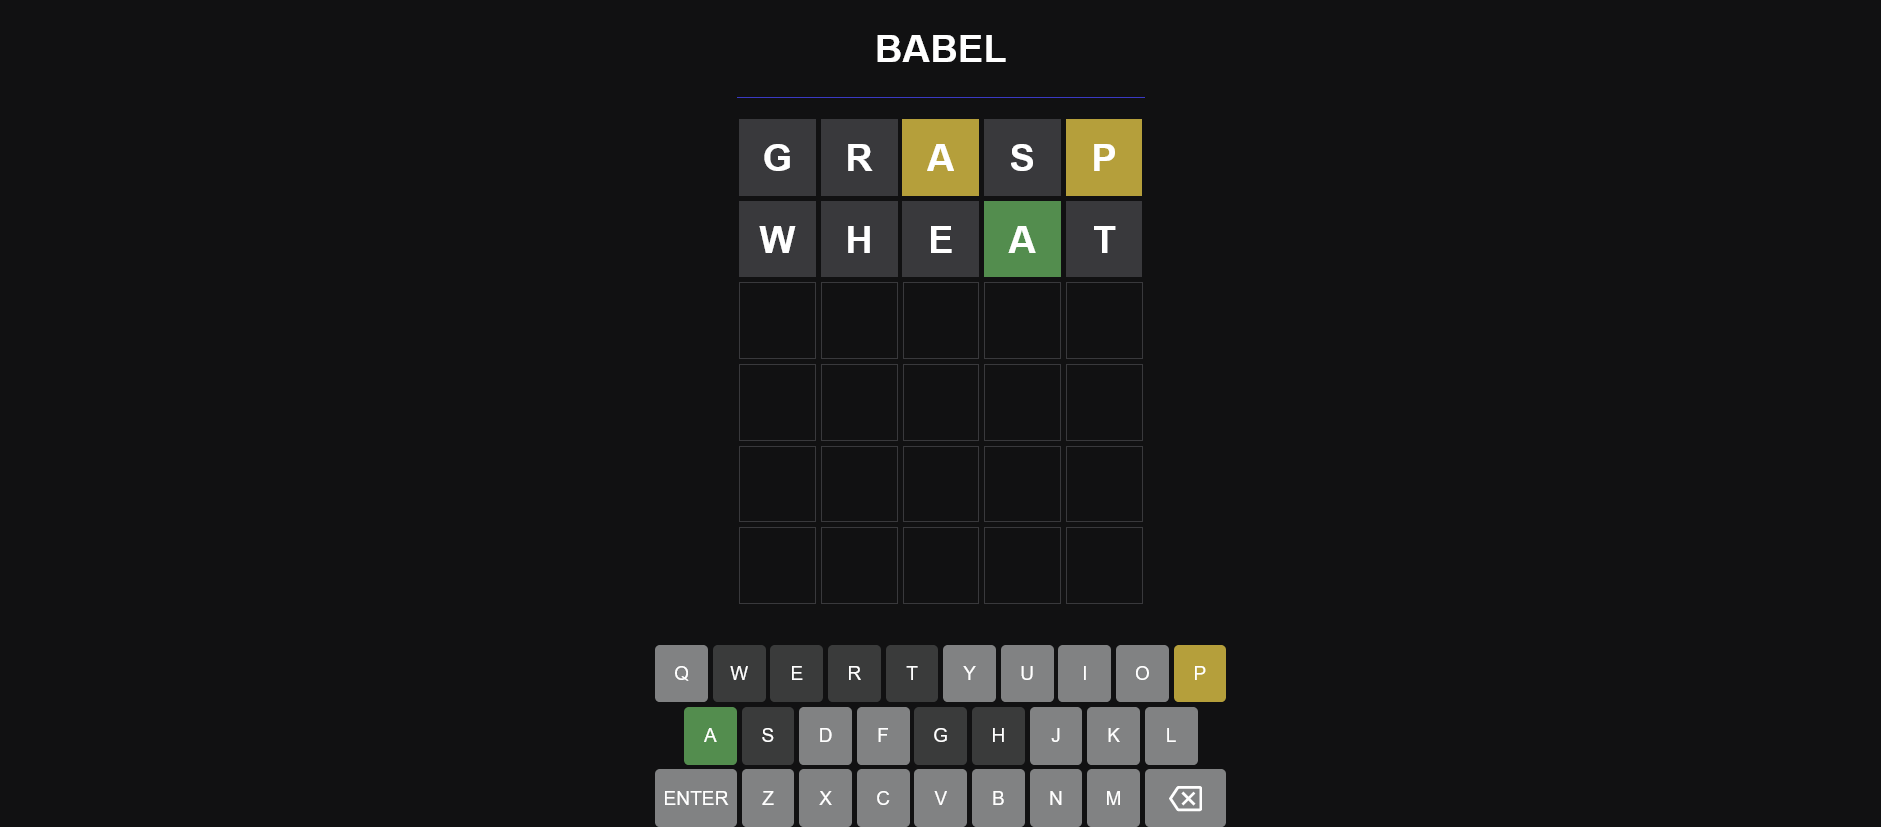 BABEL
G R A S P
W H E A T
Q W E R T Y U I O P
A S D F G H J K L
ENTER Z X C V B N M